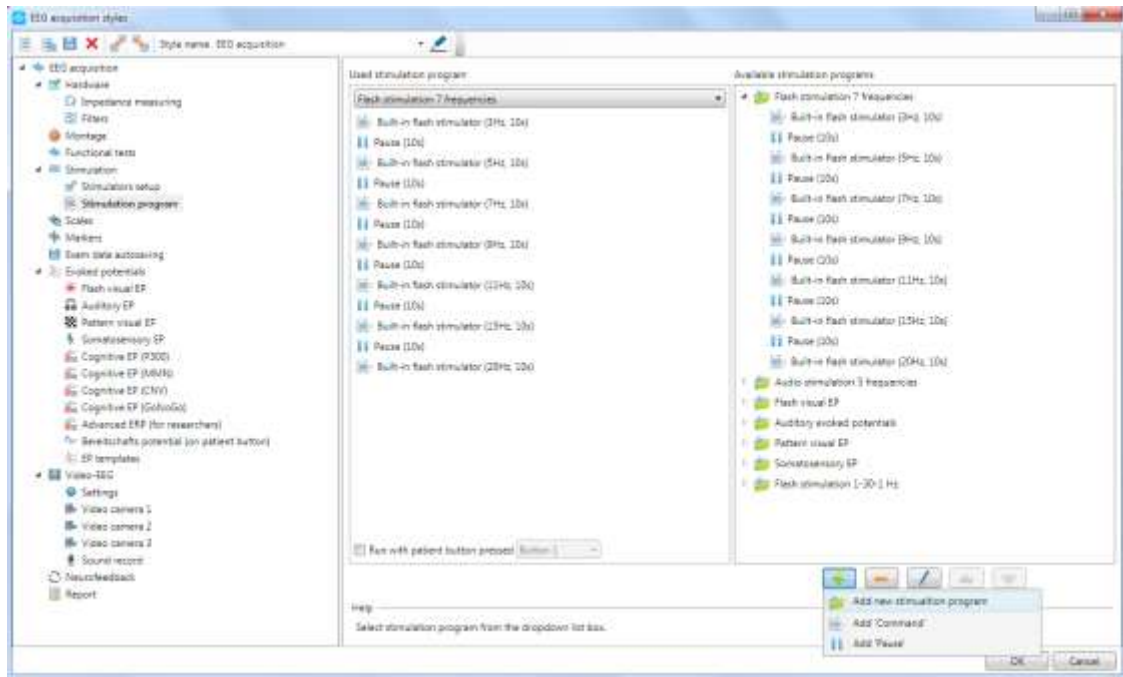 EEG acquisition styles
Style name: EEG acquisition
EEG acquisition
Hardware
Impedance measuring
Filters
Montage
Functional tests
Stimulation
Stimulators setup
Stimulation program
Scales
Markers
Exam data autosaving
Evoked potentials
Flash visual EP
Auditory EP
Pattern visual EP
Somatosensory EP
Cognitive EP (P300)
Cognitive EP (MMN)
Cognitive EP (CNV)
Cognitive EP (GoNoGo)
Advanced ERP (for researchers)
Bereitschafts potential (on patient button)
EP templates
Video-EEG
Settings
Video camera 1
Video camera 2
Video camera 3
Sound record
Neurofeedback
Report
Used stimulation program
Flash stimulation 7 frequencies
Built-in flash stimulator (3Hz, 10s)
Pause (10s)
Built-in flash stimulator (5Hz, 10s)
Pause (10s)
Built-in flash stimulator (7Hz, 10s)
Pause (10s)
Built-in flash stimulator (9Hz, 10s)
Pause (10s)
Built-in flash stimulator (11Hz, 10s)
Pause (10s)
Built-in flash stimulator (15Hz, 10s)
Pause (10s)
Built-in flash stimulator (20Hz, 10s)
Run with patient button pressed Button 1
Available stimulation programs
Flash stimulation 7 frequencies
Built-in flash stimulator (3Hz, 10s)
Pause (10s)
Built-in flash stimulator (5Hz, 10s)
Pause (10s)
Built-in flash stimulator (7Hz, 10s)
Pause (10s)
Built-in flash stimulator (9Hz, 10s)
Pause (10s)
Built-in flash stimulator (11Hz, 10s)
Pause (10s)
Built-in flash stimulator (15Hz, 10s)
Pause (10s)
Built-in flash stimulator (20Hz, 10s)
Audio stimulation 3 frequencies
Flash visual EP
Auditory evoked potentials
Pattern visual EP
Somatosensory EP
Flash stimulation 1-30-1 Hz
Add new stimualtion program
Add 'Command'
Add 'Pause'
Help
Select stimulation program from the dropdown list box.
OK
Cancel